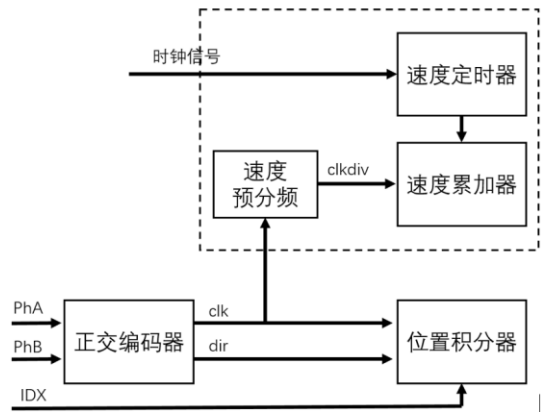 时钟信号
速度定时器
速度
预分频
clkdiv
速度累加器
PhA
PhB
正交编码器
clk
dir
位置积分器
IDX